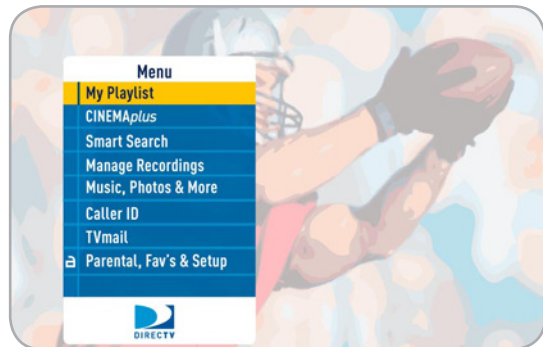 Menu
My Playlist
CINEMAplus
Smart Search
Manage Recordings
Music, Photos & More
Caller ID
TVmail
Parental, Fav's & Setup
DIRECTV